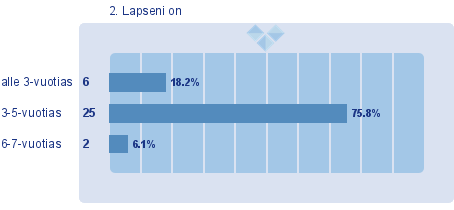 2. Lapseni on
alle 3-vuotias 6 18.2%
3-5-vuotias 25 75.8%
6-7-vuotias 2 6.1%